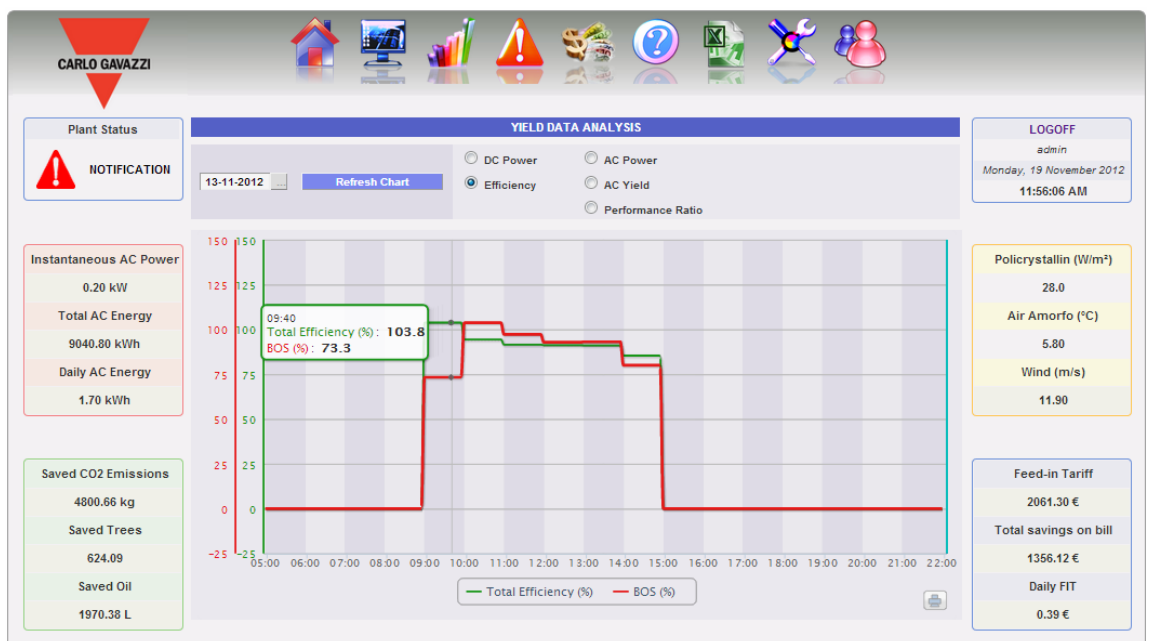 CARLO GAVAZZI
Plant Status
NOTIFICATION
Instantaneous AC Power
0.20 kW
Total AC Energy
9040.80 kWh
Daily AC Energy
1.70 kWh
Saved CO2 Emissions
4800.66 kg
Saved Trees
624.09
Saved Oil
1970.38 L
YIELD DATA ANALYSIS
13-11-2012 ... Refresh Chart
DC Power AC Power
Efficiency AC Yield
Performance Ratio
150 150
125 125
100 100
75 75
50 50
25 25
0 0
-25 -25
09:40
Total Efficiency (%) : 103.8
BOS (%) : 73.3
05:00 06:00 07:00 08:00 09:00 10:00 11:00 12:00 13:00 14:00 15:00 16:00 17:00 18:00 19:00 20:00 21:00 22:00
Total Efficiency (%) BOS (%)
LOGOFF
admin
Monday, 19 November 2012
11:56:06 AM
Policrystallin (W/m²)
28.0
Air Amorfo (°C)
5.80
Wind (m/s)
11.90
Feed-in Tariff
2061.30 €
Total savings on bill
1356.12 €
Daily FIT
0.39 €